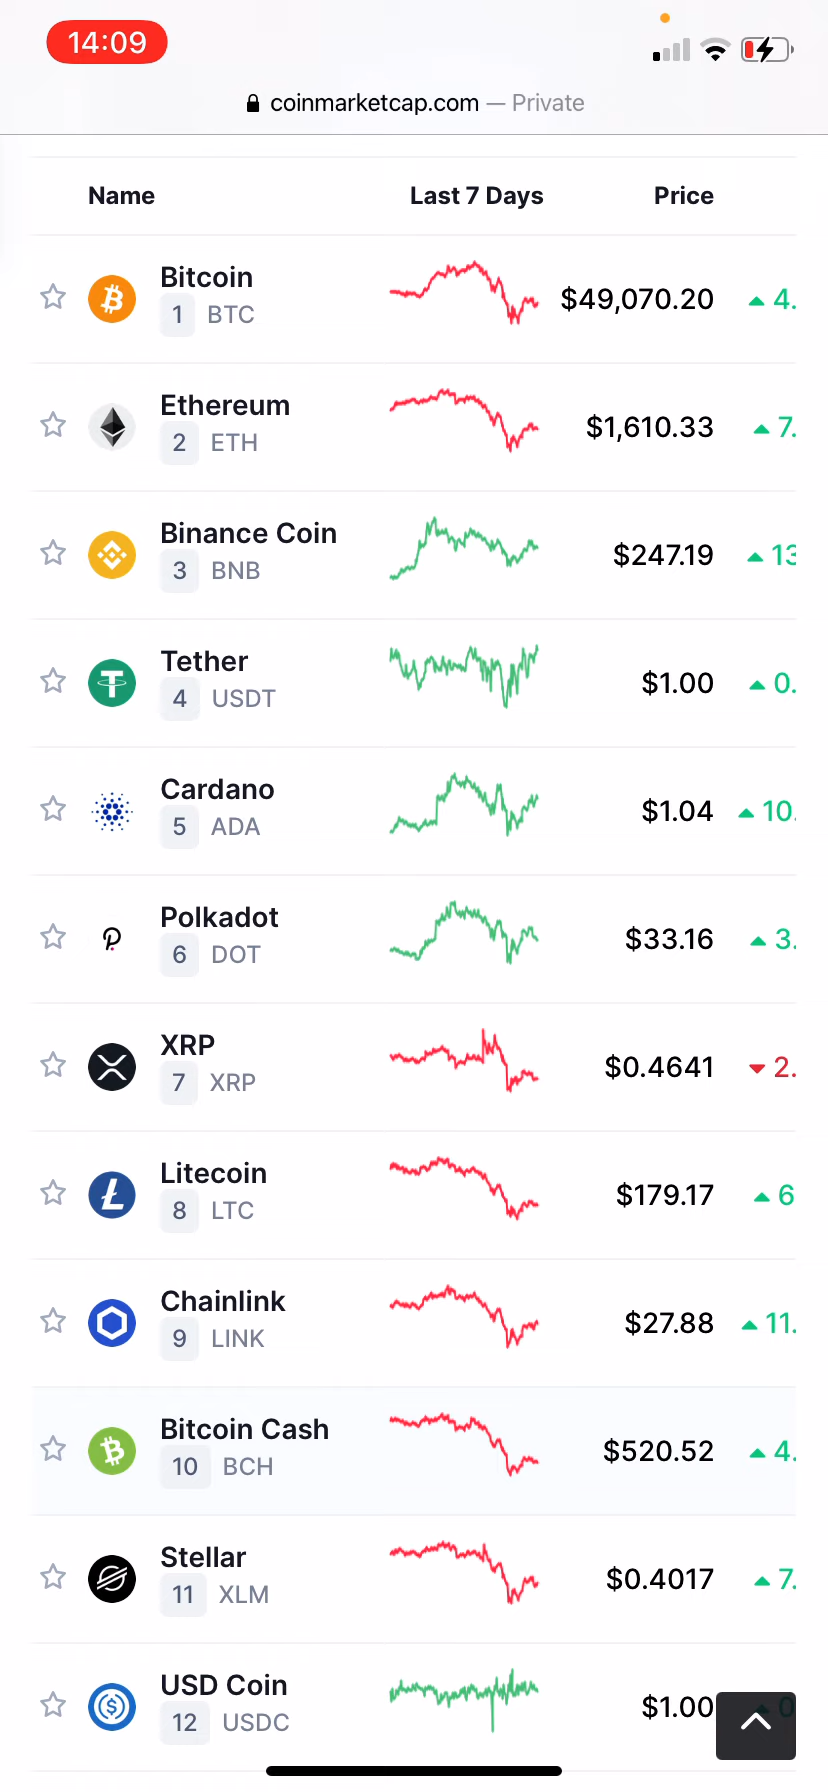 14:09
coinmarketcap.com — Private
Name Last 7 Days Price
Bitcoin
1 BTC $49,070.20 4.
Ethereum
2 ETH $1,610.33 7.
Binance Coin
3 BNB $247.19 13
Tether
4 USDT $1.00 0.
Cardano
5 ADA $1.04 10.
Polkadot
6 DOT $33.16 3.
XRP
7 XRP $0.4641 2.
Litecoin
8 LTC $179.17 6
Chainlink
9 LINK $27.88 11.
Bitcoin Cash
10 BCH $520.52 4.
Stellar
11 XLM $0.4017 7.
USD Coin
12 USDC $1.00 0